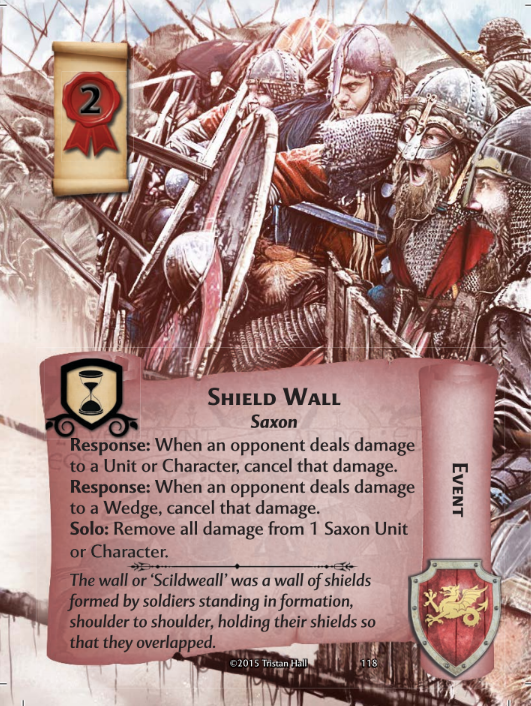 2
Shield Wall
Saxon
Response: When an opponent deals damage
to a Unit or Character, cancel that damage.
Response: When an opponent deals damage
to a Wedge, cancel that damage.
Solo: Remove all damage from 1 Saxon Unit
or Character.
The wall or ‘Scildweall’ was a wall of shields
formed by soldiers standing in formation,
shoulder to shoulder, holding their shields so
that they overlapped.
Event
©2015 Tristan Hall 118